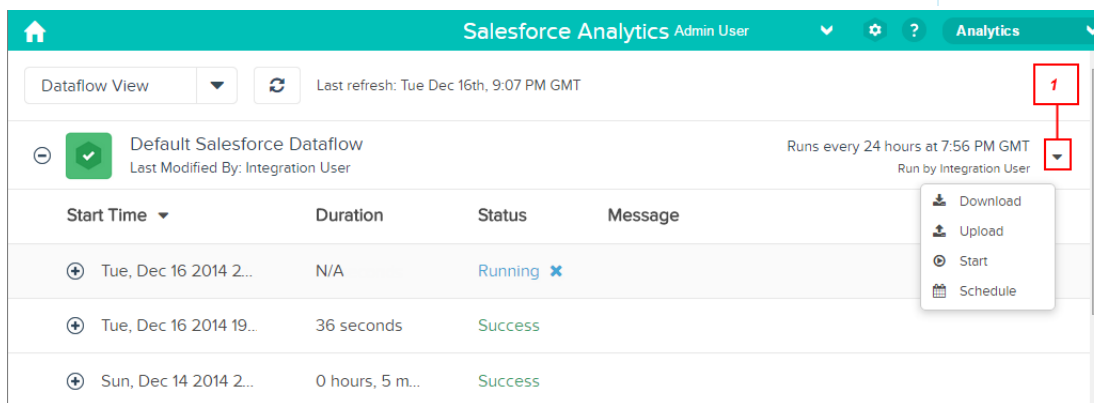 Salesforce Analytics Admin User ? Analytics
Dataflow View Last refresh: Tue Dec 16th, 9:07 PM GMT
1
Default Salesforce Dataflow Runs every 24 hours at 7:56 PM GMT
Last Modified By: Integration User Run by Integration User
Start Time Duration Status Message
Download
Upload
Start
Schedule
Tue, Dec 16 2014 2... N/A Running
Tue, Dec 16 2014 19... 36 seconds Success
Sun, Dec 14 2014 2... 0 hours, 5 m... Success